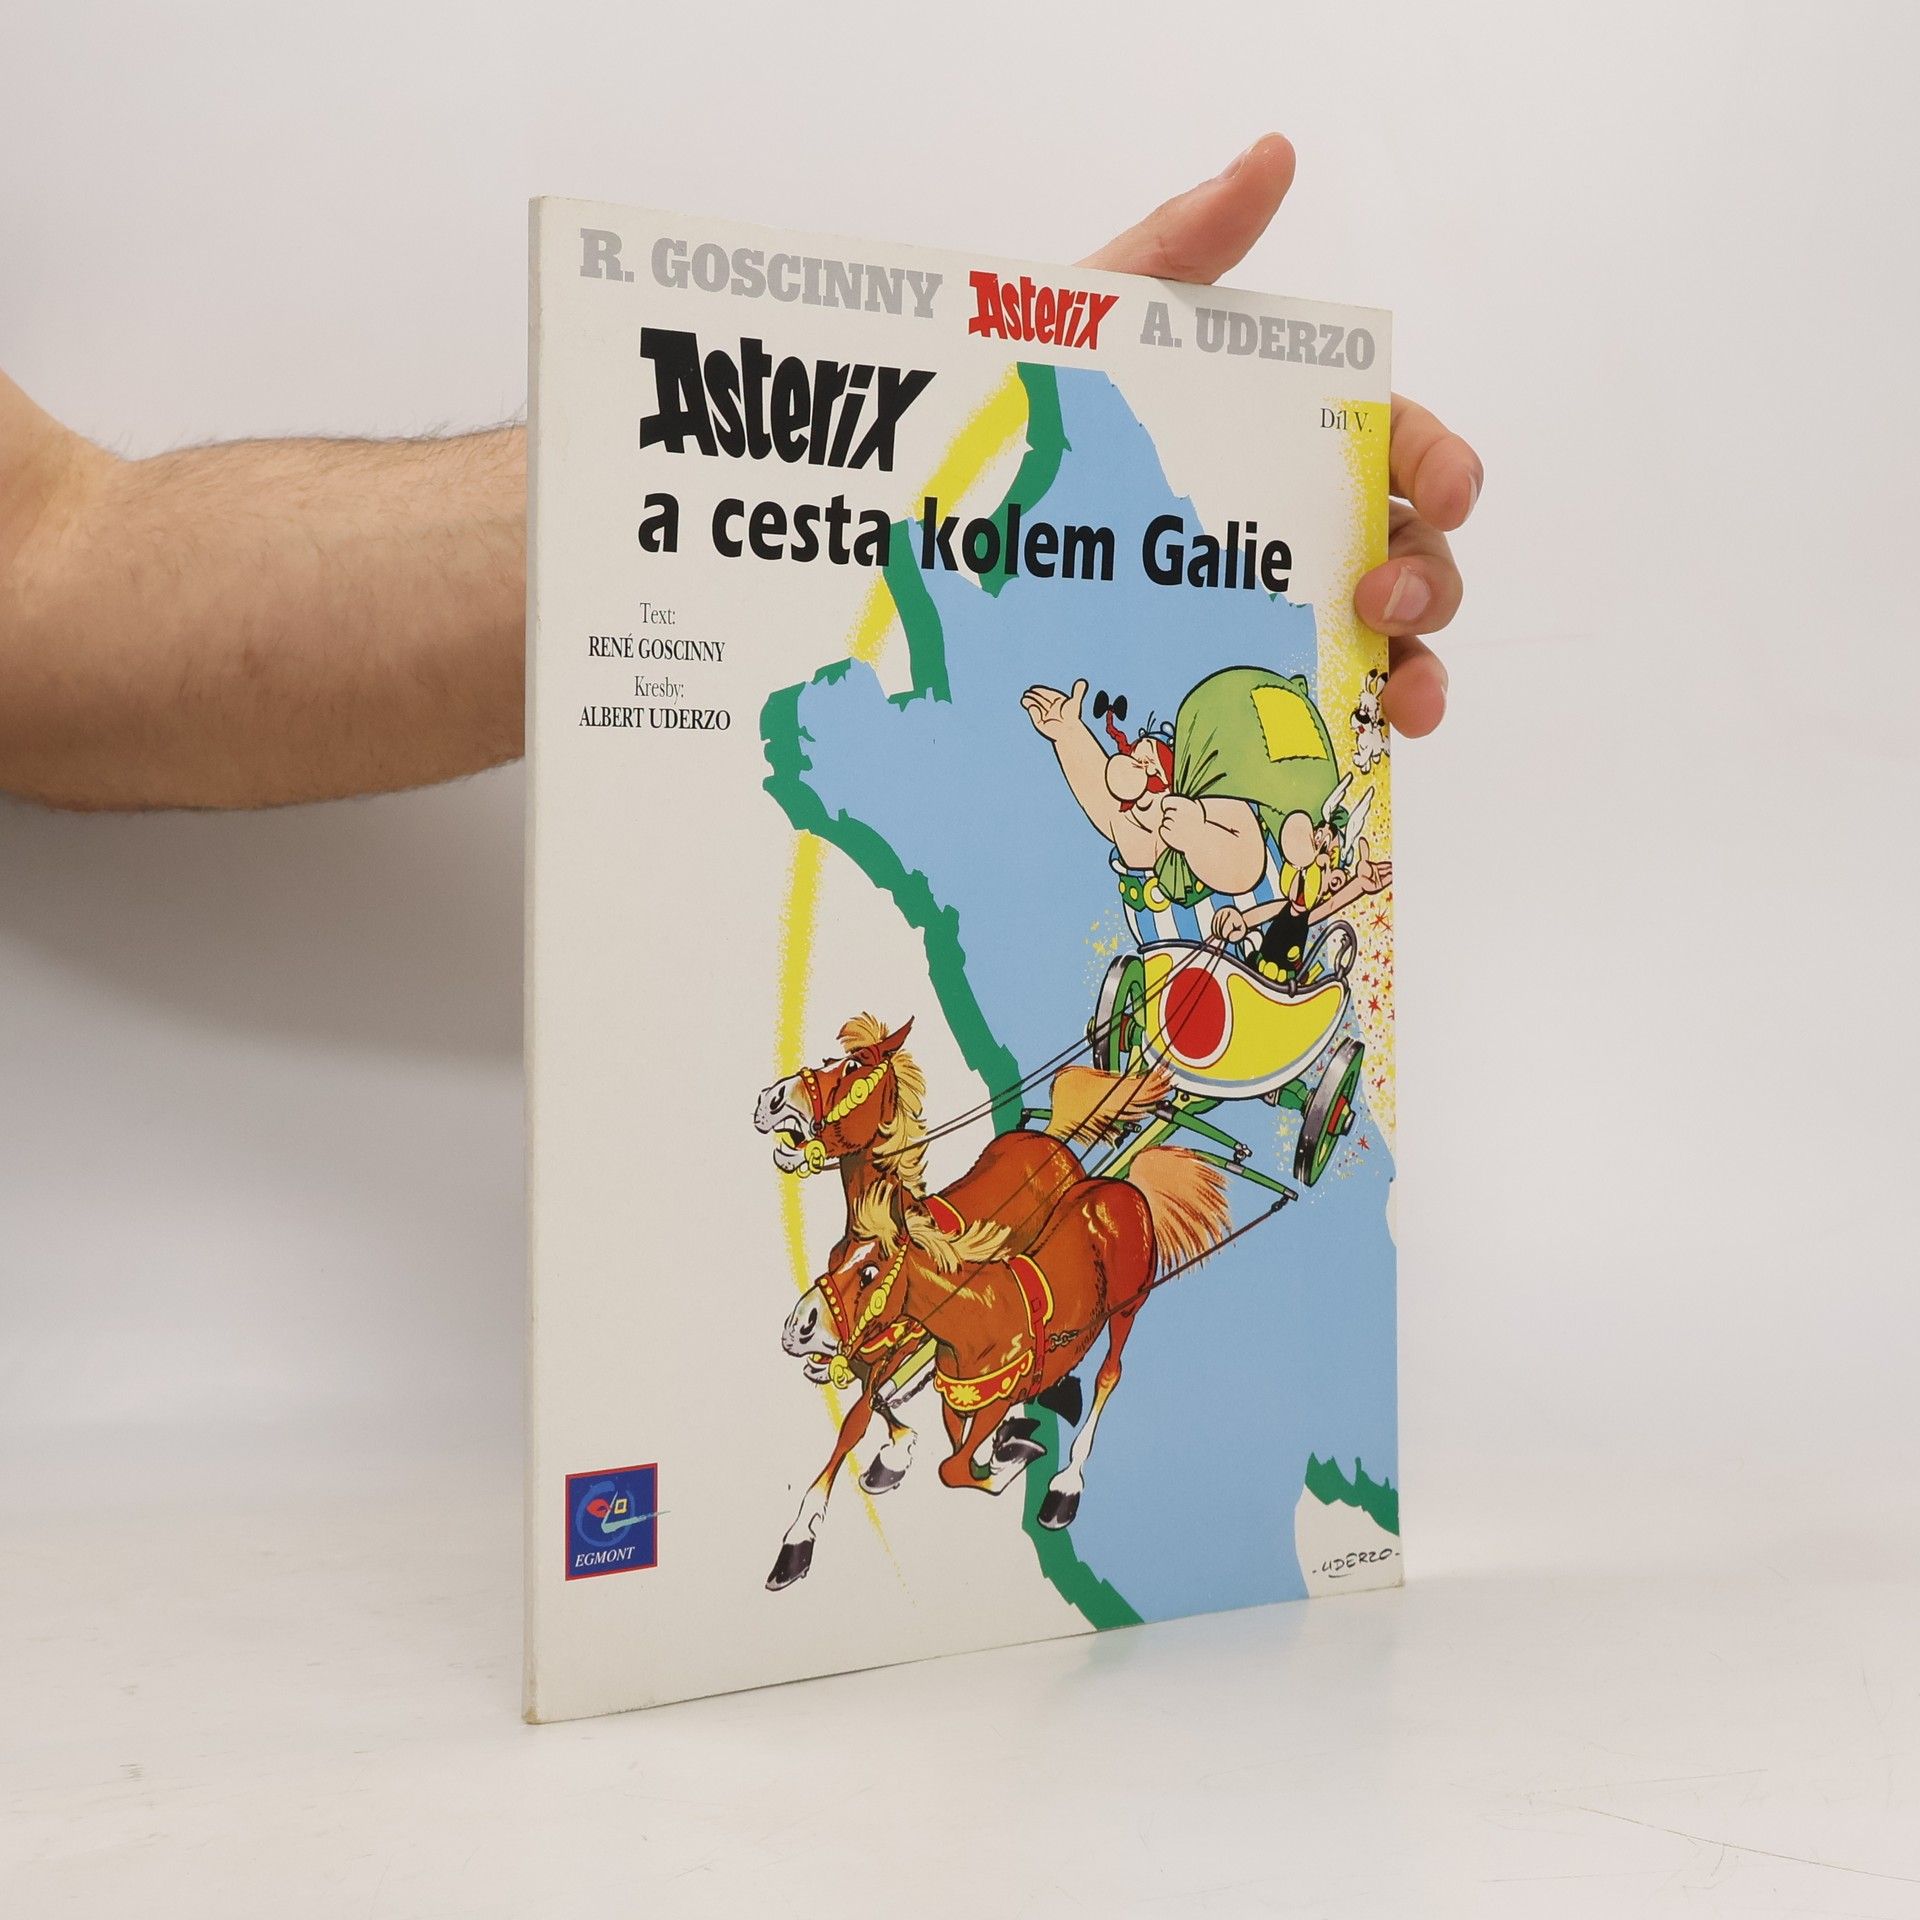 R. GOSCINNY Asterix A. UDERZO
Asterix
Díl V.
a cesta kolem Galie
Text:
RENÉ GOSCINNY
Kresby:
ALBERT UDERZO
EGMONT
-UDERZO-